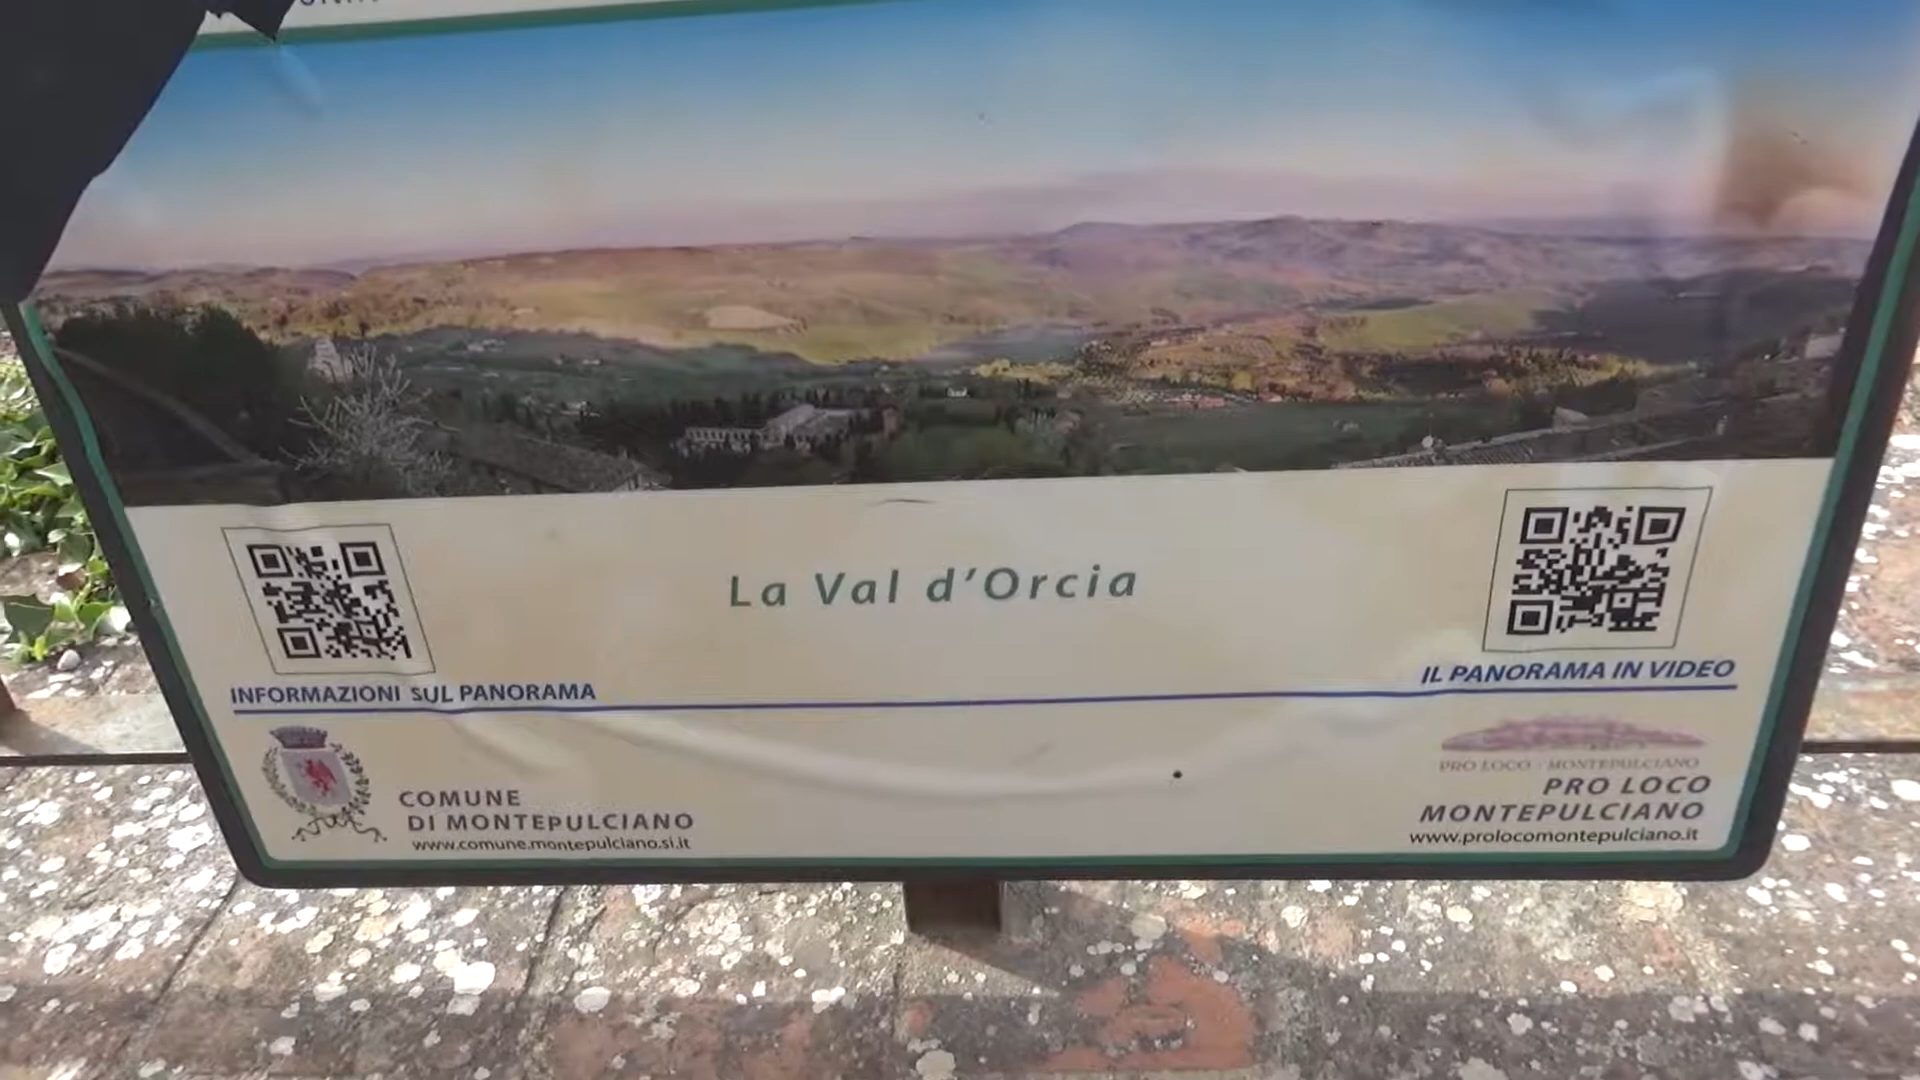 La Val d'Orcia
INFORMAZIONI SUL PANORAMA
IL PANORAMA IN VIDEO
COMUNE
DI MONTEPULCIANO
www.comune.montepulciano.si.it
PRO LOCO - MONTEPULCIANO
PRO LOCO
MONTEPULCIANO
www.prolocomontepulciano.it